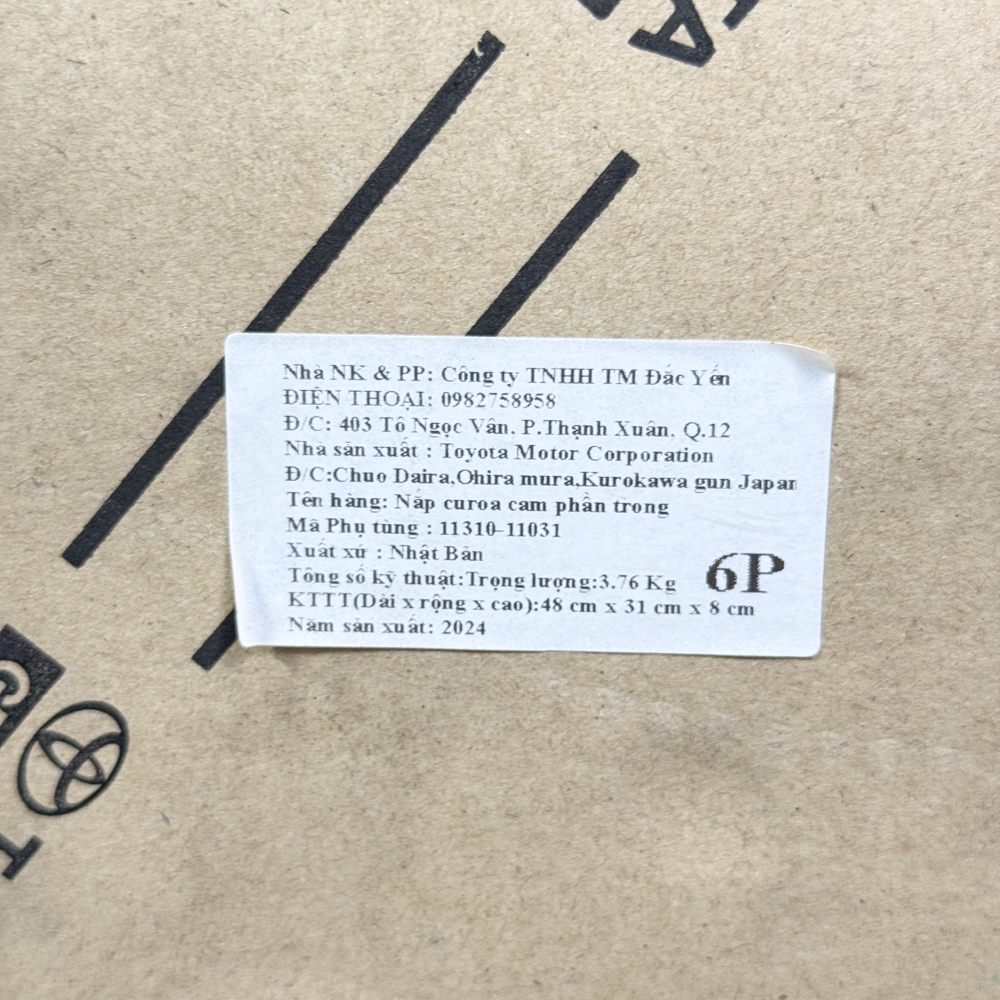 Nhà NK & PP: Công ty TNHH TM Đắc Yến
ĐIỆN THOẠI: 0982758958
Đ/C: 403 Tô Ngọc Vân. P.Thạnh Xuân. Q.12
Nhà sản xuất : Toyota Motor Corporation
Đ/C:Chuo Daira,Ohira mura,Kurokawa gun Japan
Tên hàng: Nắp curoa cam phần trong
Mã Phụ tùng : 11310-11031
Xuất xứ : Nhật Bản
6P
Tông số kỹ thuật:Trọng lượng:3.76 Kg
KTTT(Dài x rộng x cao):48 cm x 31 cm x 8 cm
Năm sản xuất: 2024